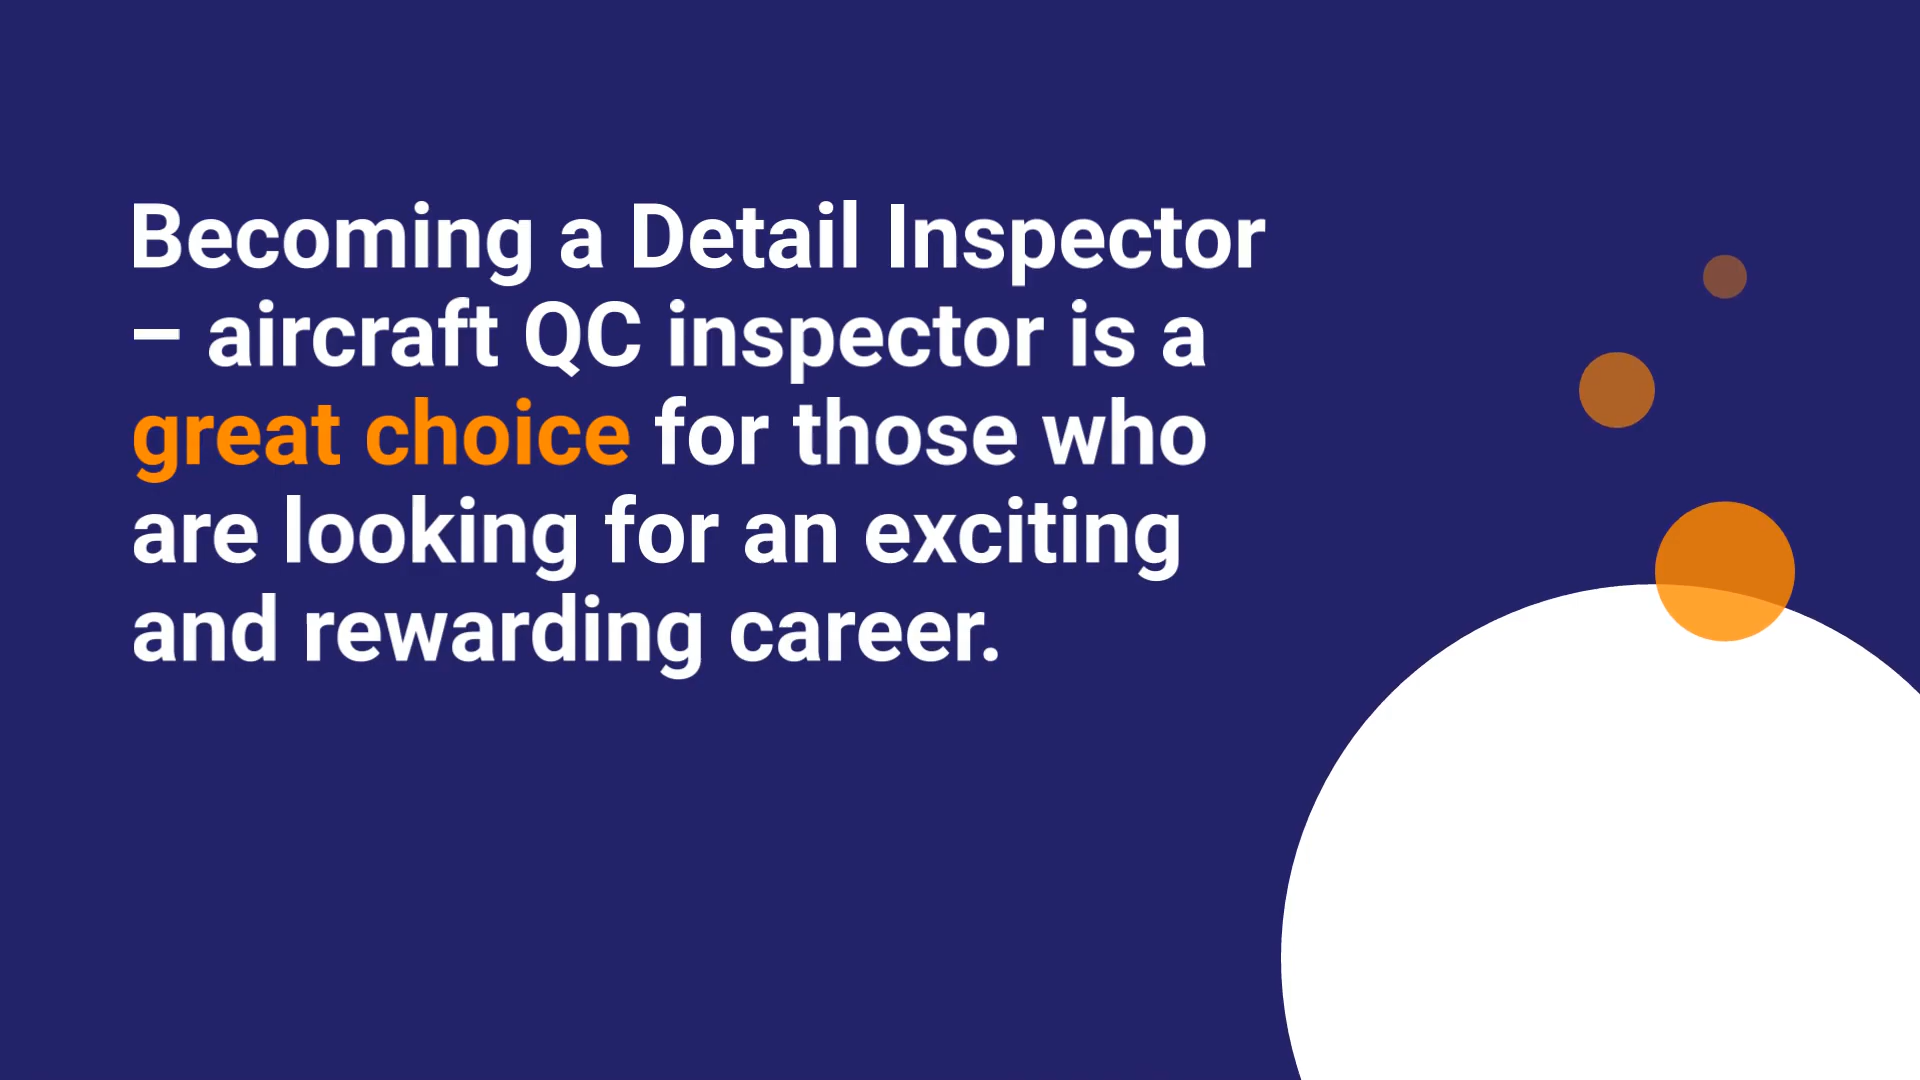 Becoming a Detail Inspector
– aircraft QC inspector is a
great choice for those who
are looking for an exciting
and rewarding career.